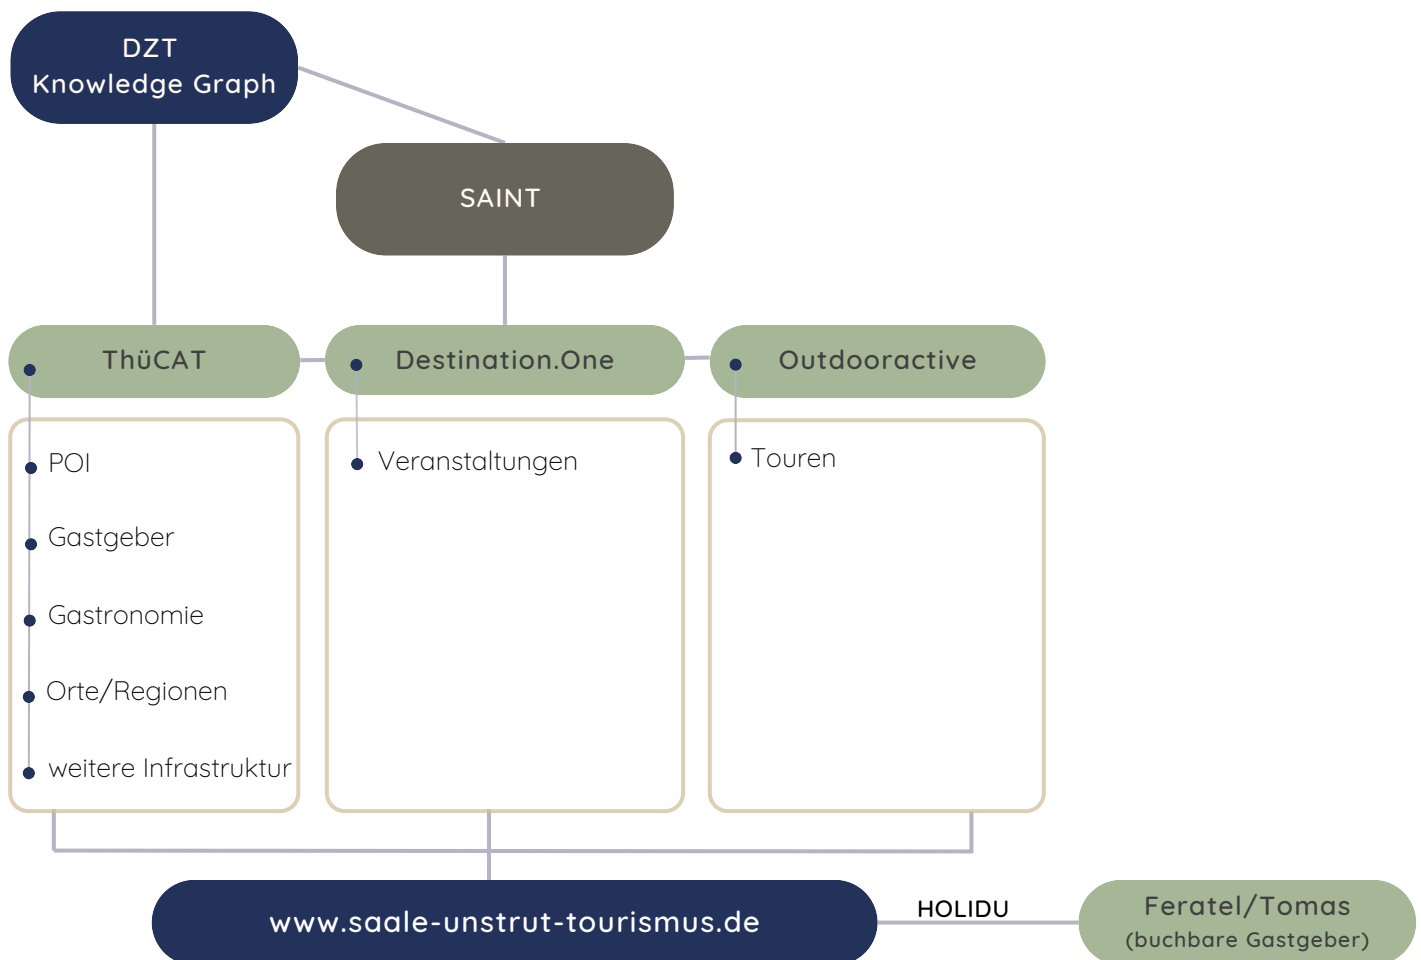 DZT
Knowledge Graph
SAINT
ThüCAT
Destination.One
Outdooractive
POI
Gastgeber
Gastronomie
Orte/Regionen
weitere Infrastruktur
Veranstaltungen
Touren
www.saale-unstrut-tourismus.de
HOLIDU
Feratel/Tomas
(buchbare Gastgeber)